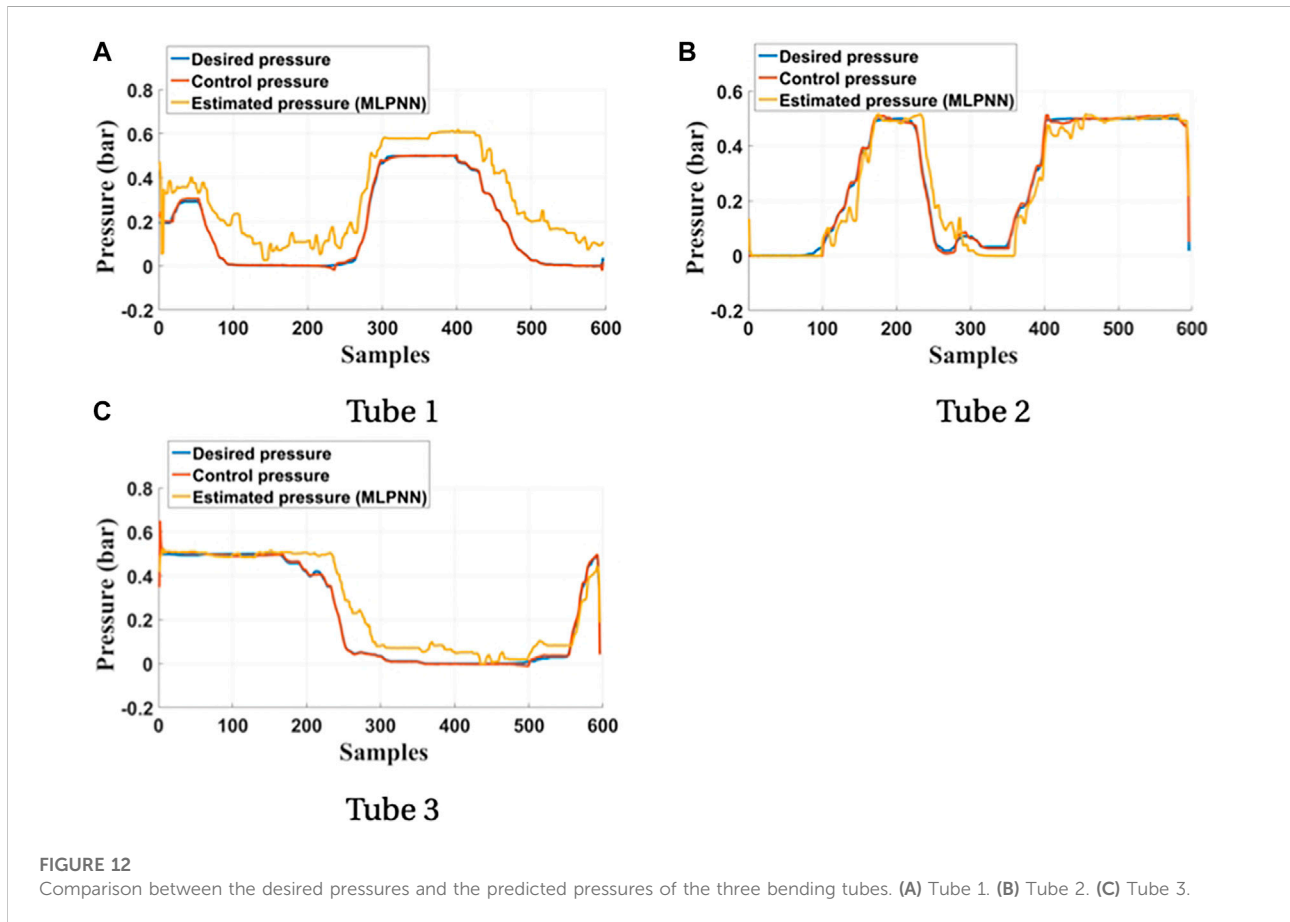 A
Desired pressure
Control pressure
Estimated pressure (MLPNN)
0.8
0.6
0.4
0.2
0
-0.2
Pressure (bar)
0 100 200 300 400 500 600
Samples
Tube 1
B
Desired pressure
Control pressure
Estimated pressure (MLPNN)
0.6
0.4
0.2
0
-0.2
Pressure (bar)
0 100 200 300 400 500 600
Samples
Tube 2
C
Desired pressure
Control pressure
Estimated pressure (MLPNN)
0.8
0.6
0.4
0.2
0
-0.2
Pressure (bar)
0 100 200 300 400 500 600
Samples
Tube 3
FIGURE 12
Comparison between the desired pressures and the predicted pressures of the three bending tubes. (A) Tube 1. (B) Tube 2. (C) Tube 3.